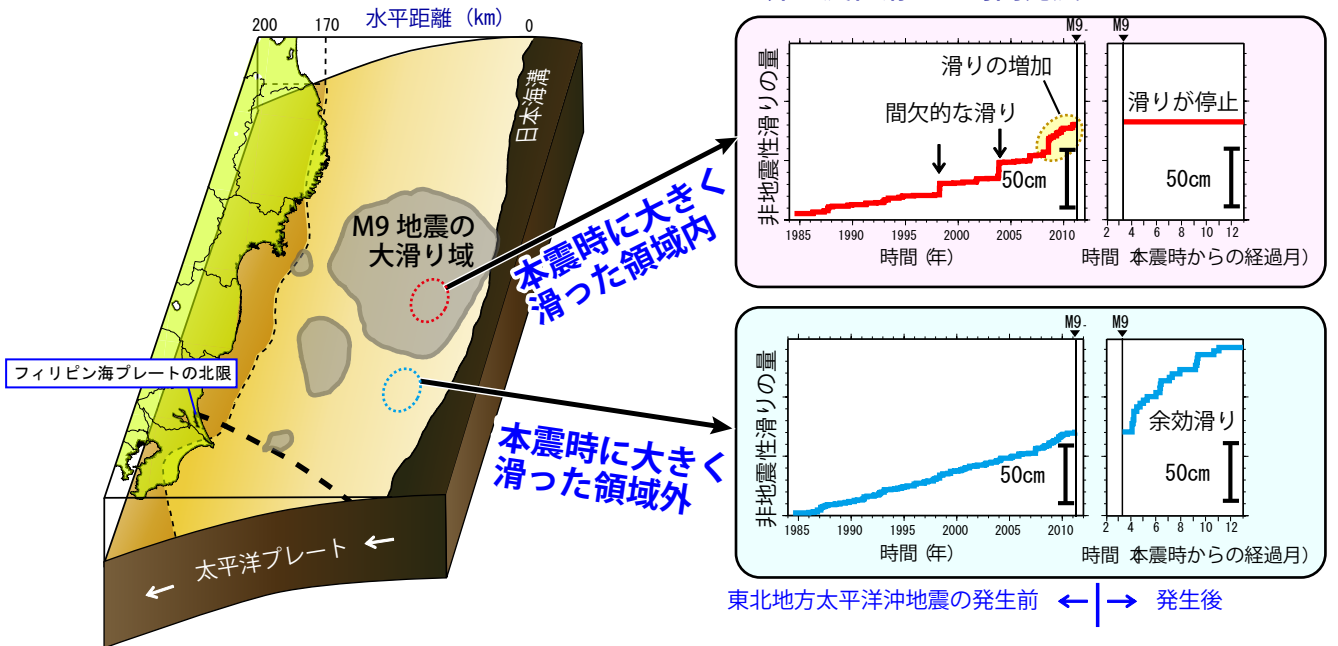 水平距離（km）
200
170
0
日本海溝
M9 地震の
大滑り域
フィリピン海プレートの北限
太平洋プレート
本震時に大きく
滑った領域内
本震時に大きく
滑った領域外
M9
M9
非地震性滑りの量
滑りの増加
間欠的な滑り
50cm
滑りが停止
50cm
1985 1990 1995 2000 2005 2010
2 4 6 8 10 12
時間（年）
時間（本震時からの経過月）
M9
M9
非地震性滑りの量
50cm
余効滑り
50cm
1985 1990 1995 2000 2005 2010
2 4 6 8 10 12
時間（年）
時間（本震時からの経過月）
東北地方太平洋沖地震の発生前
発生後